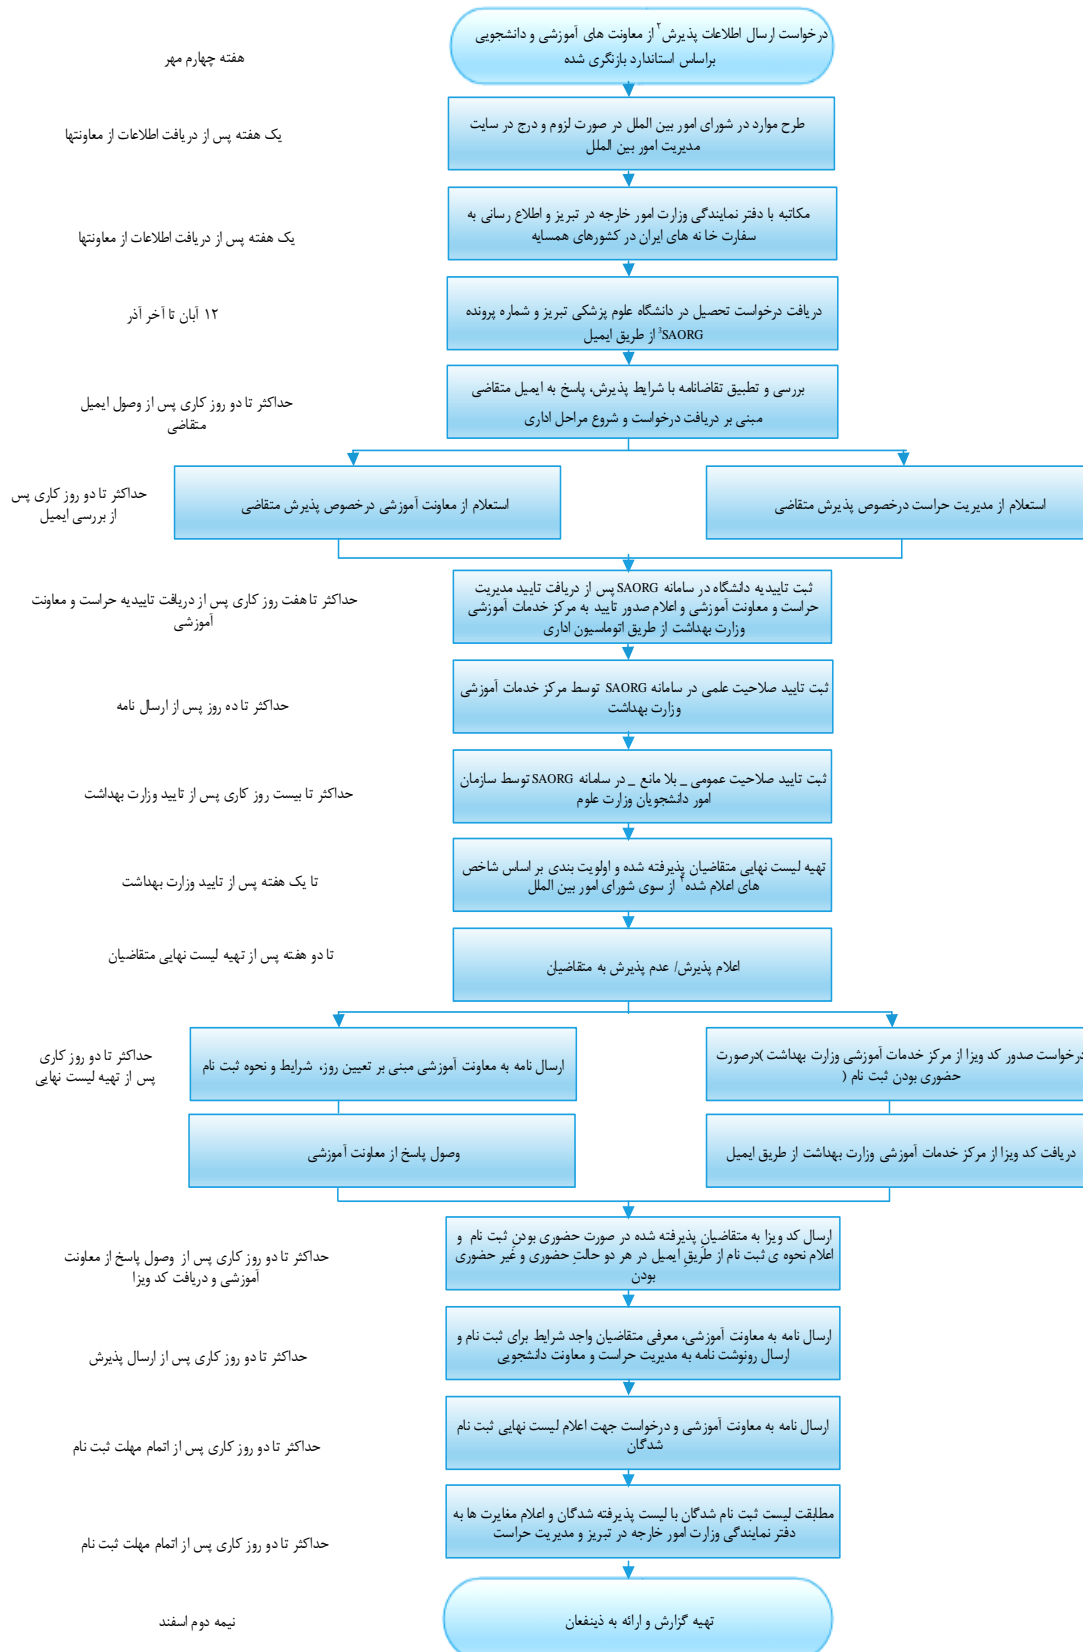 درخواست ارسال اطلاعات پذیرش۲ از معاونت های آموزشی و دانشجویی
براساس استاندارد بازنگری شده
هفته چهارم مهر
طرح موارد در شورای امور بین الملل در صورت لزوم و درج در سایت
مدیریت امور بین الملل
یک هفته پس از دریافت اطلاعات از معاونتها
مکاتبه با دفتر نمایندگی وزارت امور خارجه در تبریز و اطلاع رسانی به
سفارت خا نه های ایران در کشورهای همسایه
یک هفته پس از دریافت اطلاعات از معاونتها
دریافت درخواست تحصیل در دانشگاه علوم پزشکی تبریز و شماره پرونده
SAORG3 از طریق ایمیل
۱۲ آبان تا آخر آذر
بررسی و تطبیق تقاضانامه با شرایط پذیرش، پاسخ به ایمیل متقاضی
مبنی بر دریافت درخواست و شروع مراحل اداری
حداکثر تا دو روز کاری پس از وصول ایمیل
متقاضی
استعلام از مدیریت حراست درخصوص پذیرش متقاضی
استعلام از معاونت آموزشی درخصوص پذیرش متقاضی
حداکثر تا دو روز کاری پس
از بررسی ایمیل
ثبت تاییدیه دانشگاه در سامانه SAORG پس از دریافت تایید مدیریت
حراست و معاونت آموزشی و اعلام صدور تایید به مرکز خدمات آموزشی
وزارت بهداشت از طریق اتوماسیون اداری
حداکثر تا هفت روز کاری پس از دریافت تاییدیه حراست و معاونت
آموزشی
ثبت تایید صلاحیت علمی در سامانه SAORG توسط مرکز خدمات آموزشی
وزارت بهداشت
حداکثر تا ده روز پس از ارسال نامه
ثبت تایید صلاحیت عمومی _ بلا مانع _ در سامانه SAORG توسط سازمان
امور دانشجویان وزارت علوم
حداکثر تا بیست روز کاری پس از تایید وزارت بهداشت
تهیه لیست نهایی متقاضیان پذیرفته شده و اولویت بندی بر اساس شاخص
های اعلام شده۴ از سوی شورای امور بین الملل
تا یک هفته پس از تایید وزارت بهداشت
اعلام پذیرش/ عدم پذیرش به متقاضیان
تا دو هفته پس از تهیه لیست نهایی متقاضیان
درخواست صدور کد ویزا از مرکز خدمات آموزشی وزارت بهداشت )درصورت
حضوری بودن ثبت نام (
ارسال نامه به معاونت آموزشی مبنی بر تعیین روز، شرایط و نحوه ثبت نام
حداکثر تا دو روز کاری
پس از تهیه لیست نهایی
دریافت کد ویزا از مرکز خدمات آموزشی وزارت بهداشت از طریق ایمیل
وصول پاسخ از معاونت آموزشی
ارسال کد ویزا به متقاضیان پذیرفته شده در صورت حضوری بودن ثبت نام و
اعلام نحوه ی ثبت نام از طریق ایمیل در هر دو حالت حضوری و غیر حضوری
بودن
حداکثر تا دو روز کاری پس از وصول پاسخ از معاونت
آموزشی و دریافت کد ویزا
ارسال نامه به معاونت آموزشی، معرفی متقاضیان واجد شرایط برای ثبت نام و
ارسال رونوشت نامه به مدیریت حراست و معاونت دانشجویی
حداکثر تا دو روز کاری پس از ارسال پذیرش
ارسال نامه به معاونت آموزشی و درخواست جهت اعلام لیست نهایی ثبت نام
شدگان
حداکثر تا دو روز کاری پس از اتمام مهلت ثبت نام
مطابقت لیست ثبت نام شدگان با لیست پذیرفته شدگان و اعلام مغایرت ها به
دفتر نمایندگی وزارت امور خارجه در تبریز و مدیریت حراست
حداکثر تا دو روز کاری پس از اتمام مهلت ثبت نام
تهیه گزارش و ارائه به ذینفعان
نیمه دوم اسفند